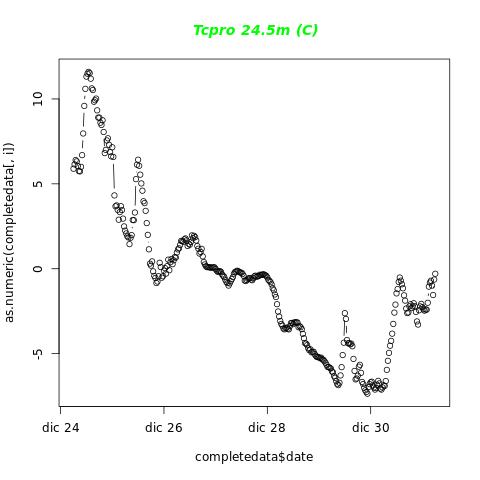 Tcpro 24.5m (C)
as.numeric(completedata[, i])
10
5
0
-5
dic 24 dic 26 dic 28 dic 30
completedata$date